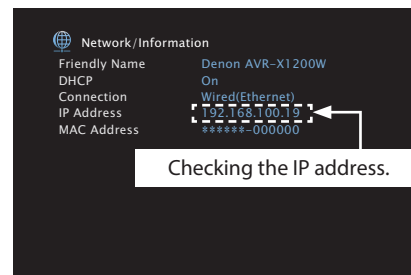 Network/Information
Friendly Name Denon AVR-X1200W
DHCP On
Connection Wired(Ethernet)
IP Address 192.168.100.19
MAC Address ******-000000
Checking the IP address.